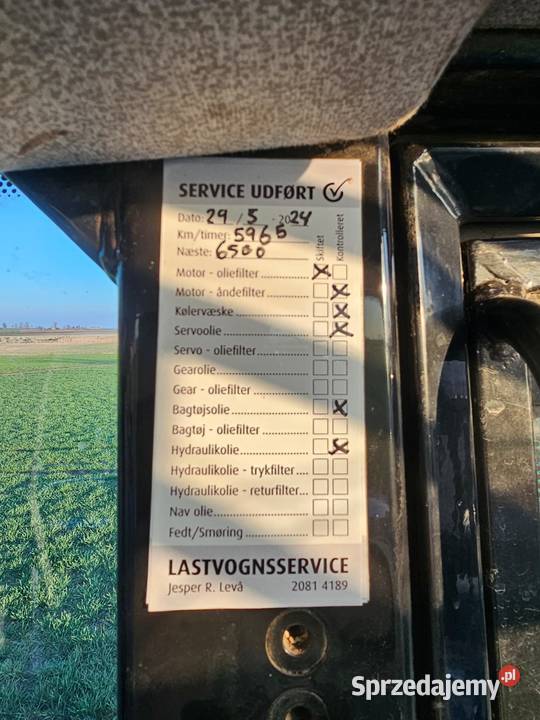 SERVICE UDFØRT
Dato: 29 / 5 - 2024
Km/timer: 5965
Næste: 6500
Skiftet
Kontrolleret
Motor - oliefilter X
Motor - åndefilter X
Kølervæske X
Servoolie X
Servo - oliefilter
Gearolie
Gear - oliefilter
Bagtøjsolie X
Bagtøj - oliefilter
Hydraulikolie X
Hydraulikolie - trykfilter
Hydraulikolie - returfilter
Nav olie
Fedt/Smøring
LASTVOGNSSERVICE
Jesper R. Levå 2081 4189
Sprzedajemy.pl